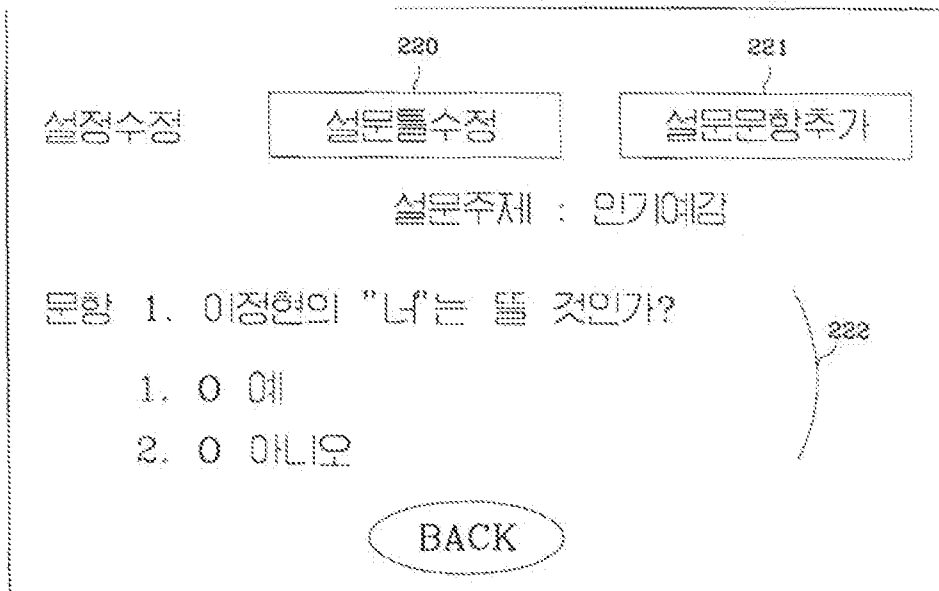 220 221
설정수정 설문틀수정 설문문항추가
설문주제 : 인기예감
문항 1. 이정현의 "너"는 뜰 것인가?
222
1. O 예
2. O 아니오
BACK